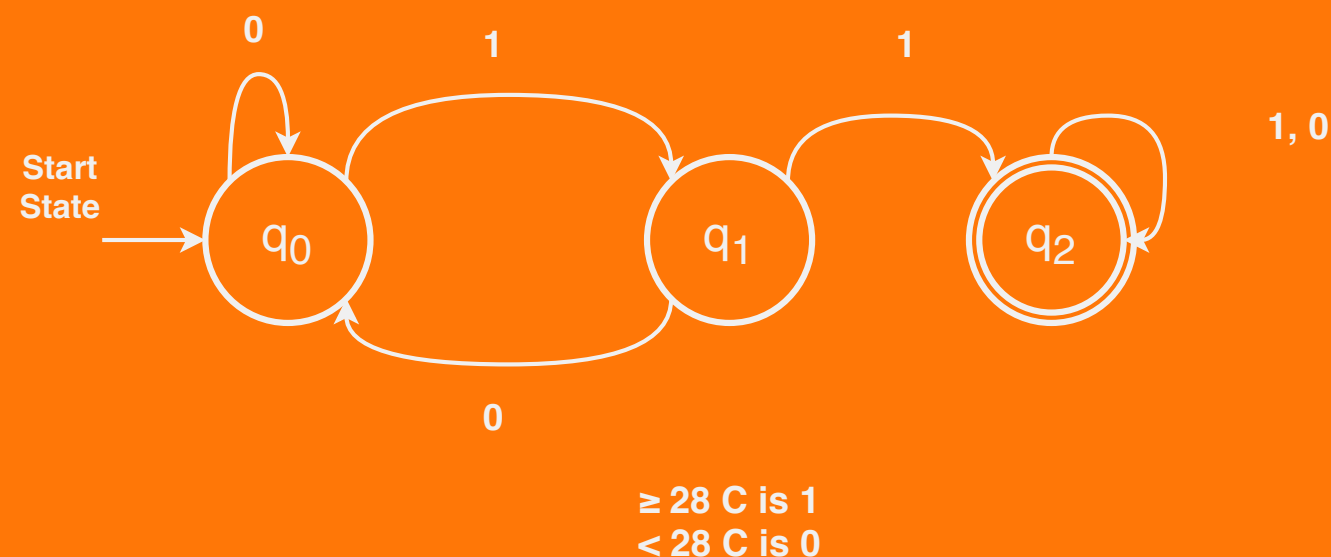 0
1
1
1, 0
Start
State
q₀
q₁
q₂
0
≥ 28 C is 1
< 28 C is 0